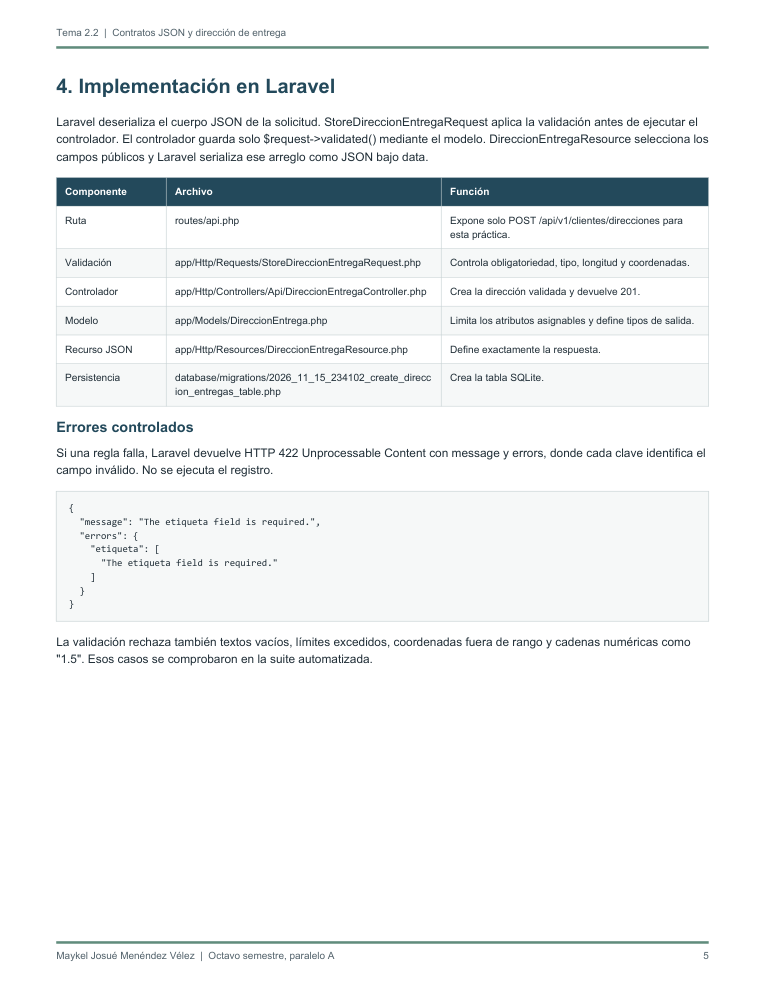 Tema 2.2 | Contratos JSON y dirección de entrega
4. Implementación en Laravel
Laravel deserializa el cuerpo JSON de la solicitud. StoreDireccionEntregaRequest aplica la validación antes de ejecutar el
controlador. El controlador guarda solo $request->validated() mediante el modelo. DireccionEntregaResource selecciona los
campos públicos y Laravel serializa ese arreglo como JSON bajo data.
Componente Archivo Función
Ruta routes/api.php Expone solo POST /api/v1/clientes/direcciones para
esta práctica.
Validación app/Http/Requests/StoreDireccionEntregaRequest.php Controla obligatoriedad, tipo, longitud y coordenadas.
Controlador app/Http/Controllers/Api/DireccionEntregaController.php Crea la dirección validada y devuelve 201.
Modelo app/Models/DireccionEntrega.php Limita los atributos asignables y define tipos de salida.
Recurso JSON app/Http/Resources/DireccionEntregaResource.php Define exactamente la respuesta.
Persistencia database/migrations/2026_11_15_234102_create_direcc Crea la tabla SQLite.
ion_entregas_table.php
Errores controlados
Si una regla falla, Laravel devuelve HTTP 422 Unprocessable Content con message y errors, donde cada clave identifica el
campo inválido. No se ejecuta el registro.
{
  "message": "The etiqueta field is required.",
  "errors": {
    "etiqueta": [
      "The etiqueta field is required."
    ]
  }
}
La validación rechaza también textos vacíos, límites excedidos, coordenadas fuera de rango y cadenas numéricas como
"1.5". Esos casos se comprobaron en la suite automatizada.
Maykel Josué Menéndez Vélez | Octavo semestre, paralelo A 5